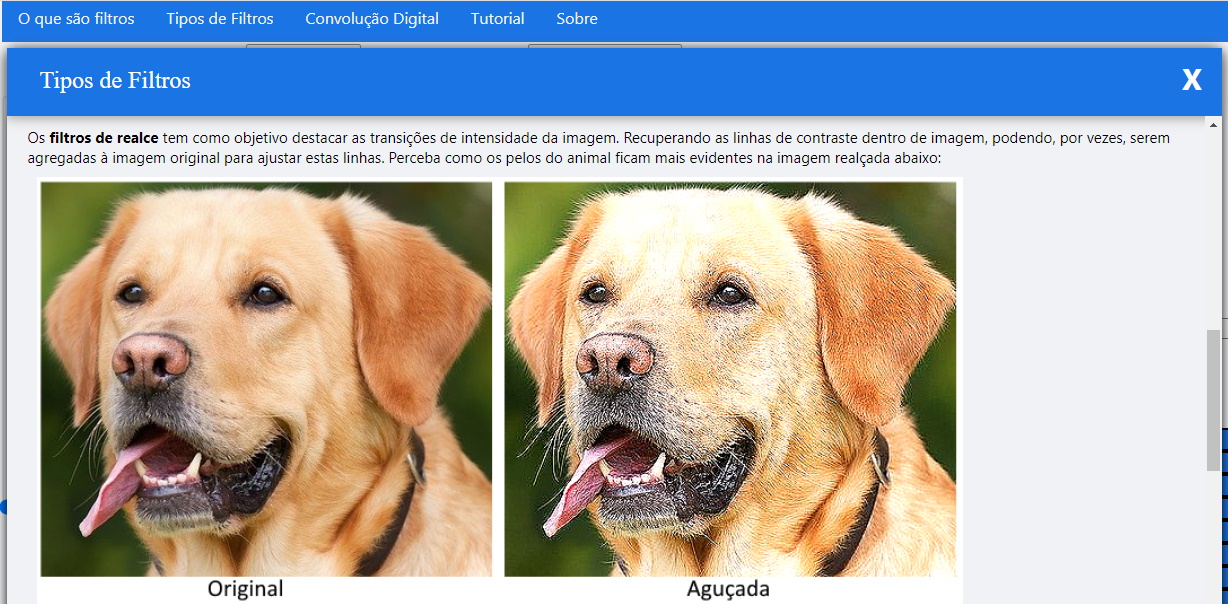 O que são filtros Tipos de Filtros Convolução Digital Tutorial Sobre
Tipos de Filtros X
Os filtros de realce tem como objetivo destacar as transições de intensidade da imagem. Recuperando as linhas de contraste dentro de imagem, podendo, por vezes, serem
agregadas à imagem original para ajustar estas linhas. Perceba como os pelos do animal ficam mais evidentes na imagem realçada abaixo:
Original Aguçada